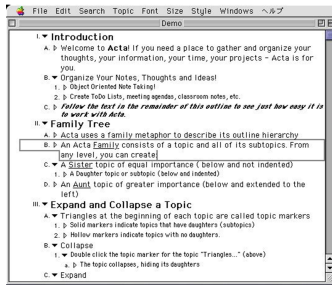 File Edit Search Topic Font Size Style Windows ヘルプ
Demo
I. Introduction
A. Welcome to Acta! If you need a place to gather and organize your
thoughts, your information, your time, your projects - Acta is for
you.
B. Organize Your Notes, Thoughts and Ideas!
1. Object Oriented Note Taking!
2. Create ToDo Lists, meeting agendas, classroom notes, etc.
C. Follow the text in the remainder of this outline to see just how easy it is
to work with Acta.
II. Family Tree
A. Acta uses a family metaphor to describe its outline hierarchy
B. An Acta Family consists of a topic and all of its subtopics. From
any level, you can create:
C. A Sister topic of equal importance ( below and not indented)
1. A Daughter topic or subtopic (below and indented)
D. An Aunt topic of greater importance (below and extended to the
left)
III. Expand and Collapse a Topic
A. Triangles at the beginning of each topic are called topic markers
1. Solid markers indicate topics that have daughters (subtopics)
2. Hollow markers indicate topics with no daughters.
B. Collapse
1. Double click the topic marker for the topic "Triangles..." (above)
a. The topic collapses, hiding its daughters
C. Expand